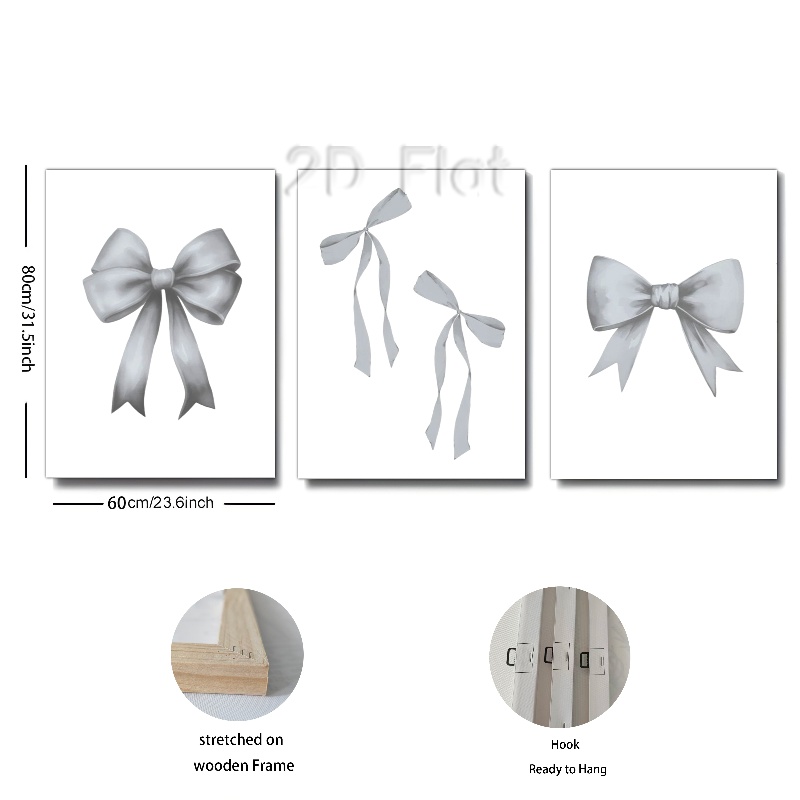 2D Flat
80cm/31.5inch
60cm/23.6inch
stretched on
wooden Frame
Hook
Ready to Hang